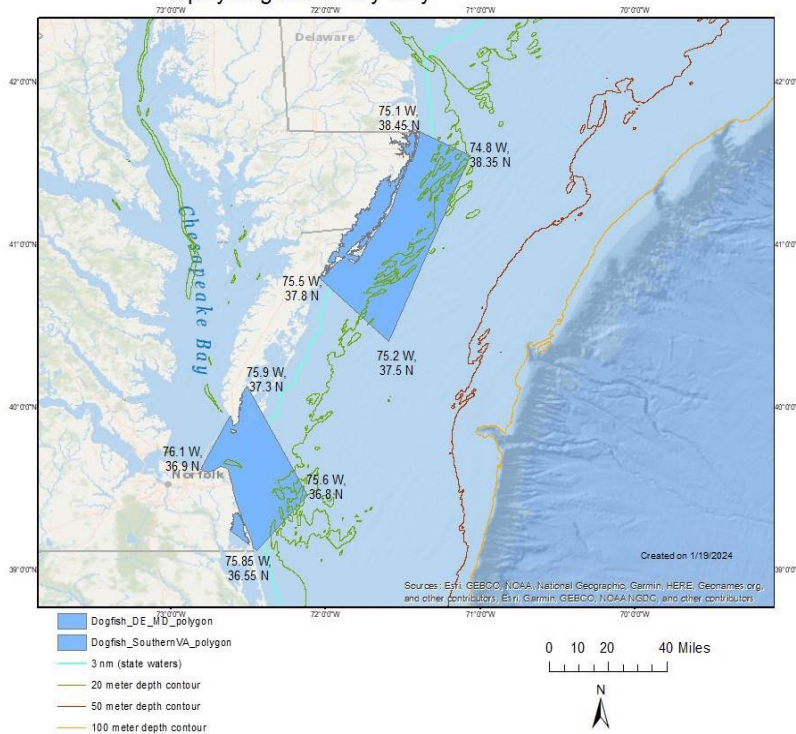 73°0'0"W 72°0'0"W 71°0'0"W 70°0'0"W
Delaware
42°0'0"N
42°0'0"N
75.1 W,
38.45 N
74.8 W,
38.35 N
Chesapeake Bay
41°0'0"N
41°0'0"N
75.5 W,
37.8 N
75.2 W,
37.5 N
75.9 W,
37.3 N
40°0'0"N
40°0'0"N
76.1 W,
36.9 N
Norfolk
75.6 W,
36.8 N
75.85 W,
36.55 N
Created on 1/19/2024
39°0'0"N
39°0'0"N
Sources: Esri, GEBCO, NOAA, National Geographic, Garmin, HERE, Geonames.org,
and other contributors, Esri, Garmin, GEBCO, NOAA NGDC, and other contributors
73°0'0"W 72°0'0"W 71°0'0"W 70°0'0"W
Dogfish_DE_MD_polygon
Dogfish_SouthernVA_polygon
3 nm (state waters)
20 meter depth contour
50 meter depth contour
100 meter depth contour
0 10 20 40 Miles
N